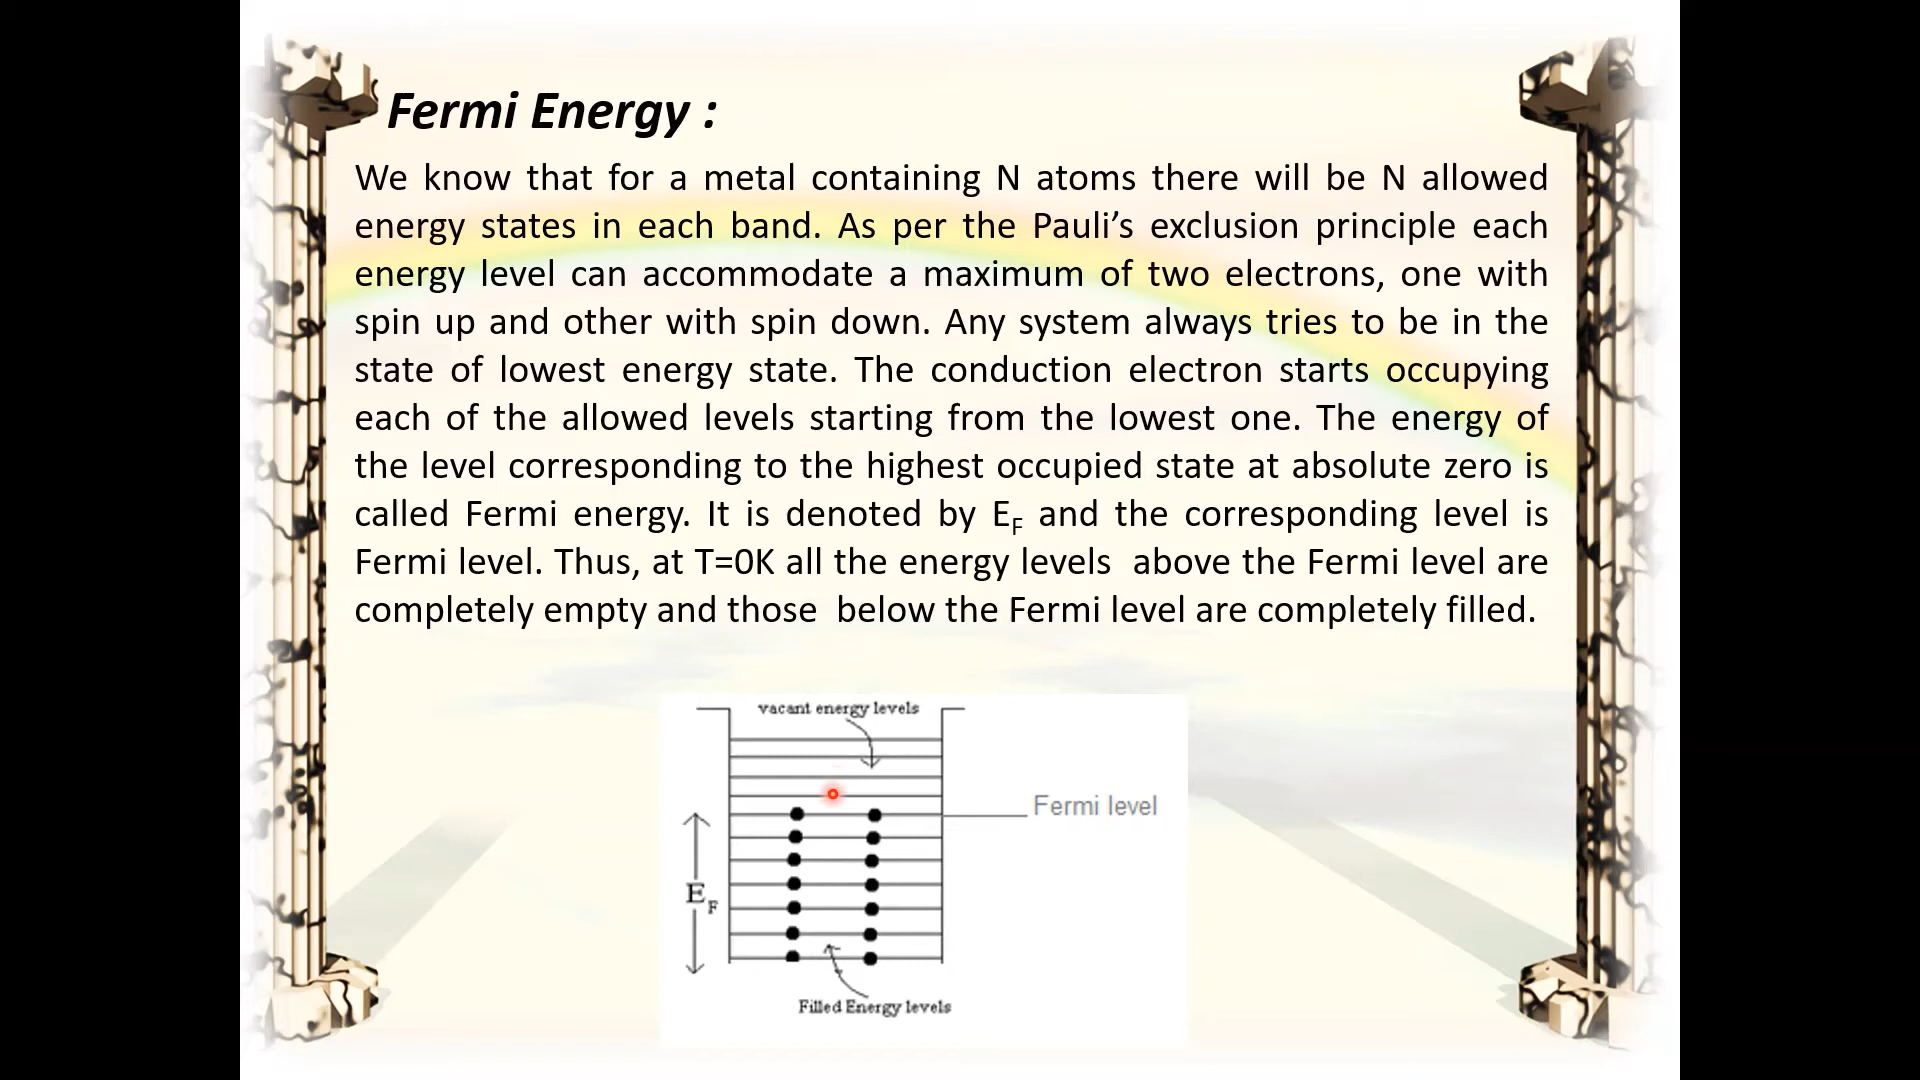 Fermi Energy :
We know that for a metal containing N atoms there will be N allowed
energy states in each band. As per the Pauli’s exclusion principle each
energy level can accommodate a maximum of two electrons, one with
spin up and other with spin down. Any system always tries to be in the
state of lowest energy state. The conduction electron starts occupying
each of the allowed levels starting from the lowest one. The energy of
the level corresponding to the highest occupied state at absolute zero is
called Fermi energy. It is denoted by EF and the corresponding level is
Fermi level. Thus, at T=0K all the energy levels above the Fermi level are
completely empty and those below the Fermi level are completely filled.
vacant energy levels
Fermi level
EF
Filled Energy levels